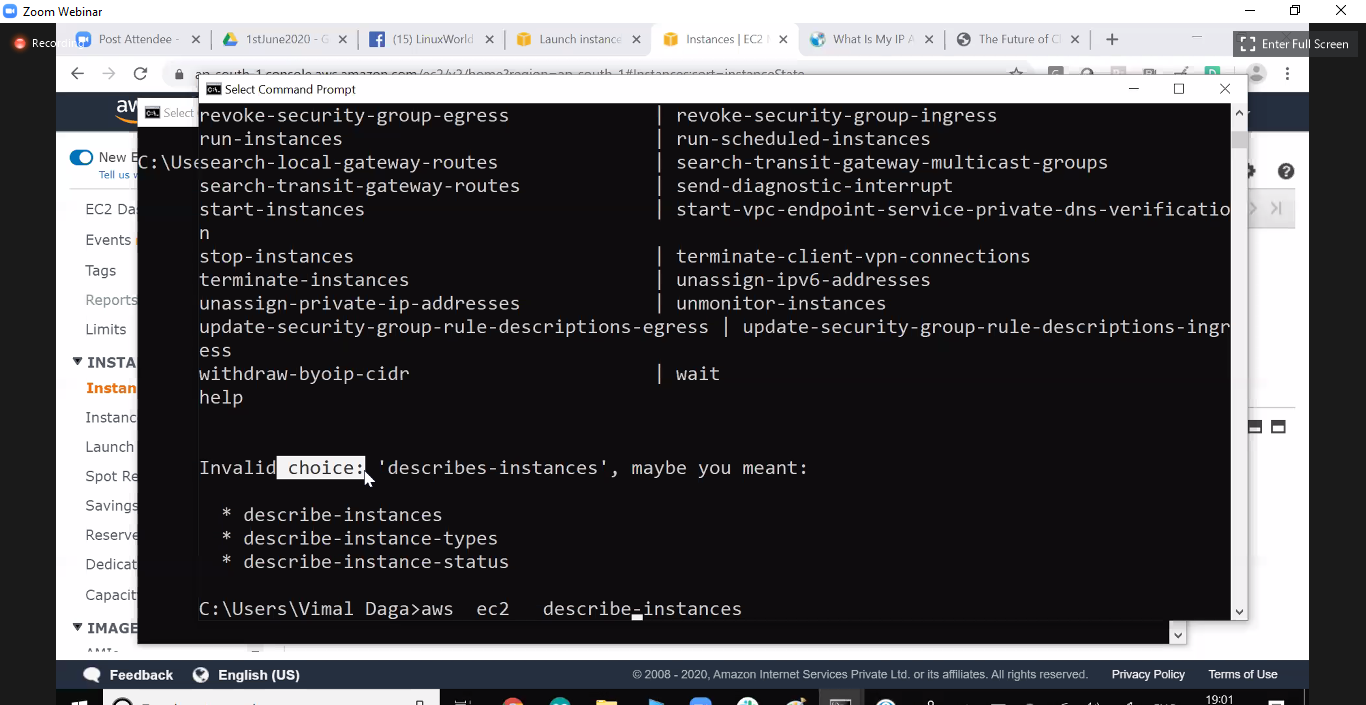 Zoom Webinar
Recording
Post Attendee -
1stJune2020 - G
(15) LinuxWorld
Launch instance
Instances | EC2
What Is My IP A
The Future of C
Enter Full Screen
ap-south-1.console.aws.amazon.com/ec2/v2/home?region=ap-south-1#Instances:sort=instanceState
Select Command Prompt
Select
C:\Use
New E
Tell us
EC2 Da
Events
Tags
Reports
Limits
INSTA
Instan
Instanc
Launch
Spot Re
Savings
Reserve
Dedicat
Capacit
IMAGE
AMIs
revoke-security-group-egress | revoke-security-group-ingress
run-instances | run-scheduled-instances
search-local-gateway-routes | search-transit-gateway-multicast-groups
search-transit-gateway-routes | send-diagnostic-interrupt
start-instances | start-vpc-endpoint-service-private-dns-verificatio
n
stop-instances | terminate-client-vpn-connections
terminate-instances | unassign-ipv6-addresses
unassign-private-ip-addresses | unmonitor-instances
update-security-group-rule-descriptions-egress | update-security-group-rule-descriptions-ingr
ess
withdraw-byoip-cidr | wait
help
Invalid choice: 'describes-instances', maybe you meant:
* describe-instances
* describe-instance-types
* describe-instance-status
C:\Users\Vimal Daga>aws ec2 describe-instances
Feedback
English (US)
© 2008 - 2020, Amazon Internet Services Private Ltd. or its affiliates. All rights reserved.
Privacy Policy
Terms of Use
19:01